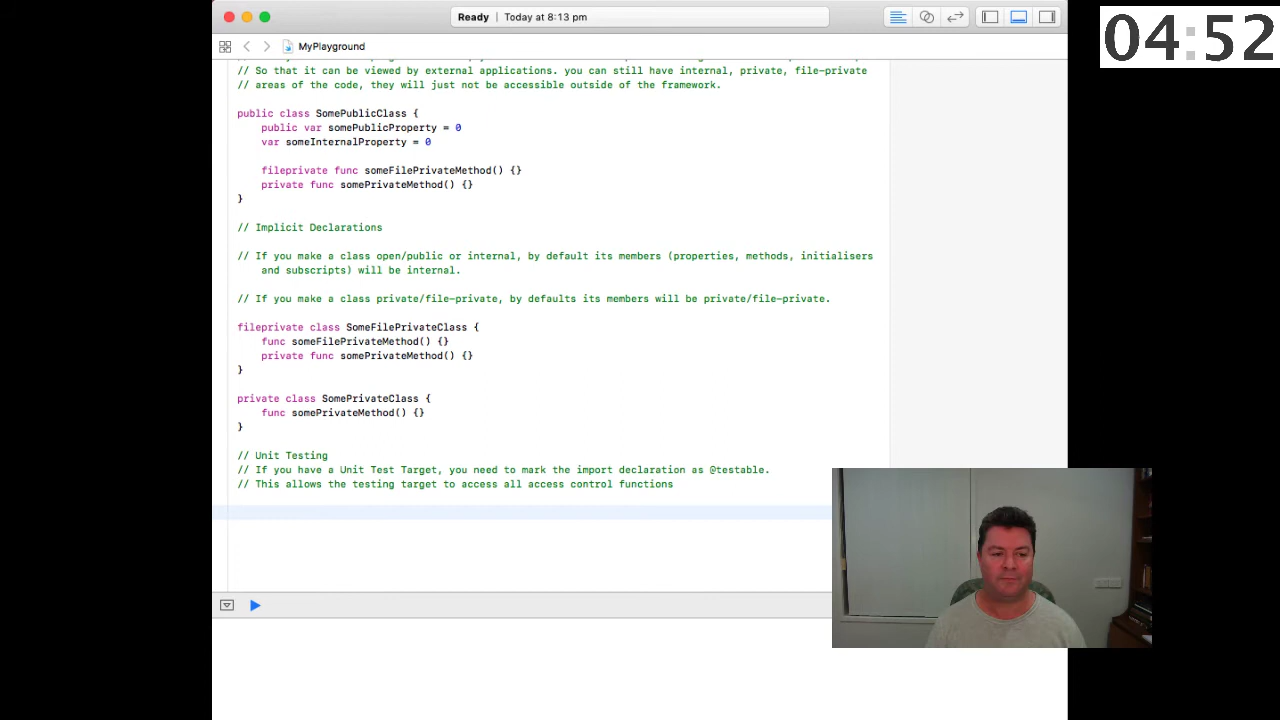 Ready | Today at 8:13 pm
04:52
MyPlayground
// So that it can be viewed by external applications. you can still have internal, private, file-private
// areas of the code, they will just not be accessible outside of the framework.
public class SomePublicClass {
public var somePublicProperty = 0
var someInternalProperty = 0
fileprivate func someFilePrivateMethod() {}
private func somePrivateMethod() {}
}
// Implicit Declarations
// If you make a class open/public or internal, by default its members (properties, methods, initialisers
and subscripts) will be internal.
// If you make a class private/file-private, by defaults its members will be private/file-private.
fileprivate class SomeFilePrivateClass {
func someFilePrivateMethod() {}
private func somePrivateMethod() {}
}
private class SomePrivateClass {
func somePrivateMethod() {}
}
// Unit Testing
// If you have a Unit Test Target, you need to mark the import declaration as @testable.
// This allows the testing target to access all access control functions